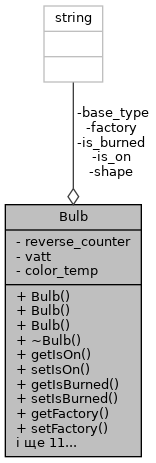 string
-base_type
-factory
-is_burned
-is_on
-shape
Bulb
- reverse_counter
- vatt
- color_temp
+ Bulb()
+ Bulb()
+ Bulb()
+ ~Bulb()
+ getIsOn()
+ setIsOn()
+ getIsBurned()
+ setIsBurned()
+ getFactory()
+ setFactory()
і ще 11...